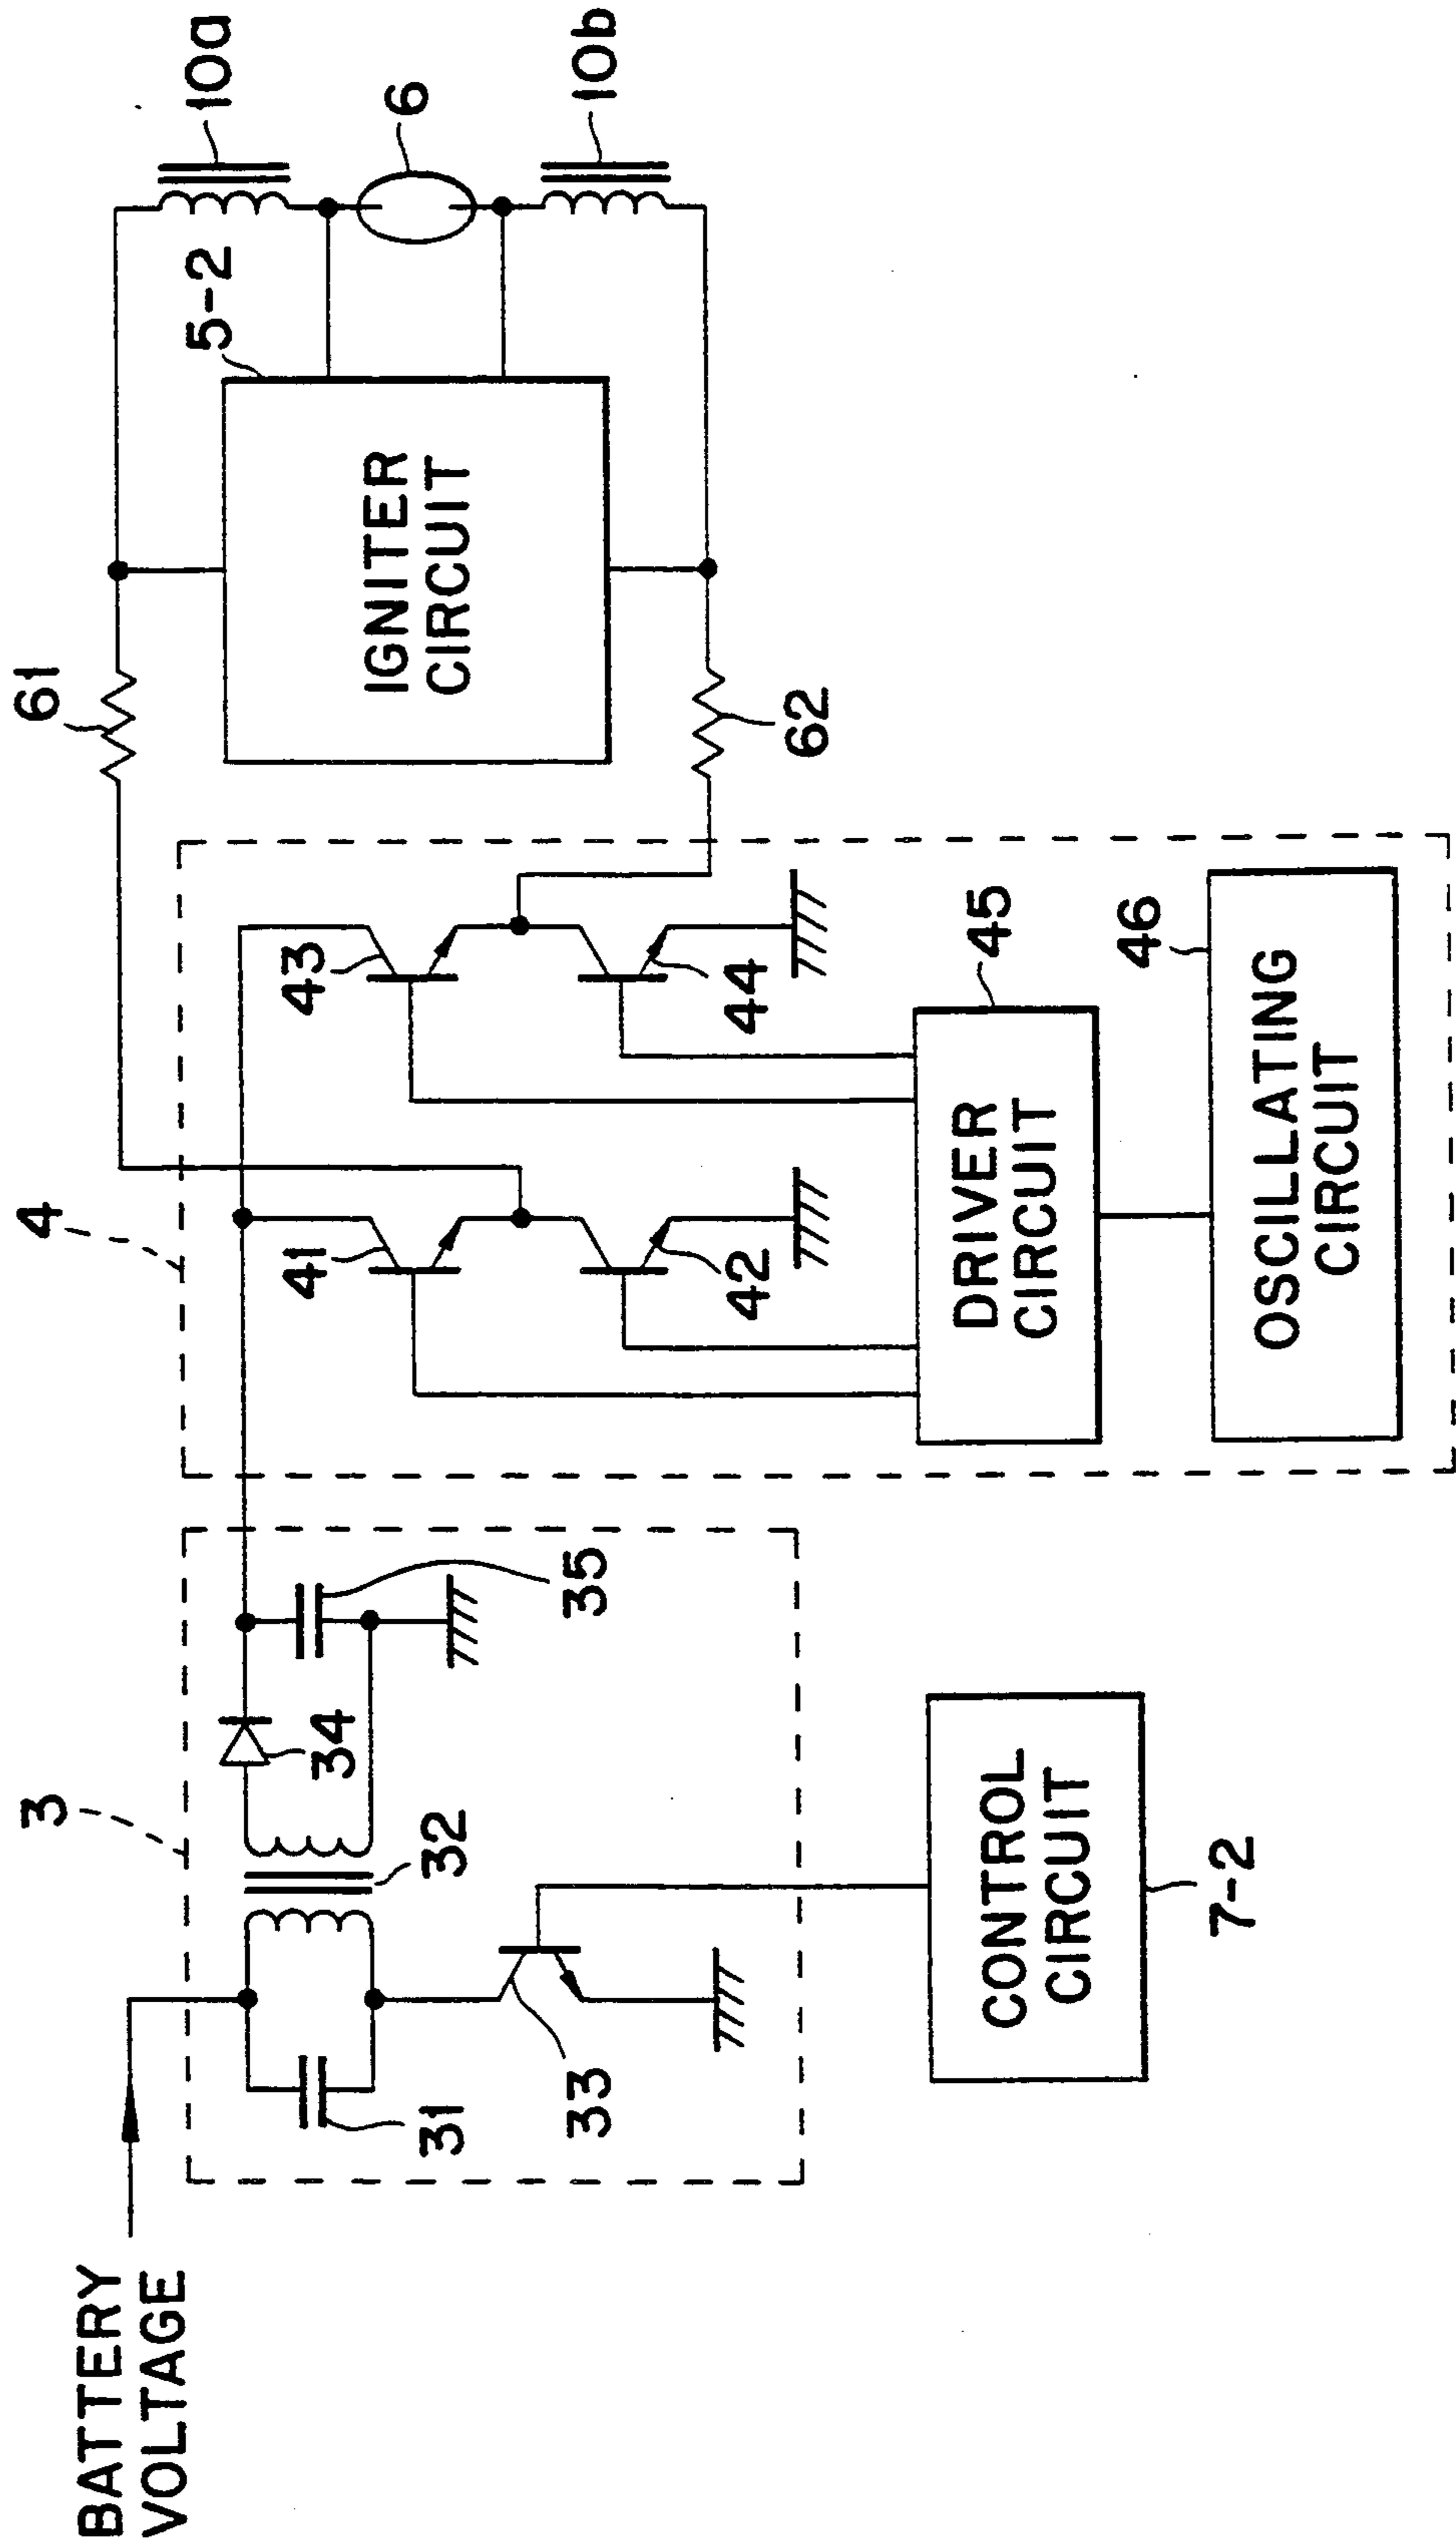 BATTERY
VOLTAGE
3
31
32
33
34
35
CONTROL
CIRCUIT
7-2
4
41
42
43
44
DRIVER
CIRCUIT
45
OSCILLATING
CIRCUIT
46
61
62
IGNITER
CIRCUIT
5-2
10a
6
10b